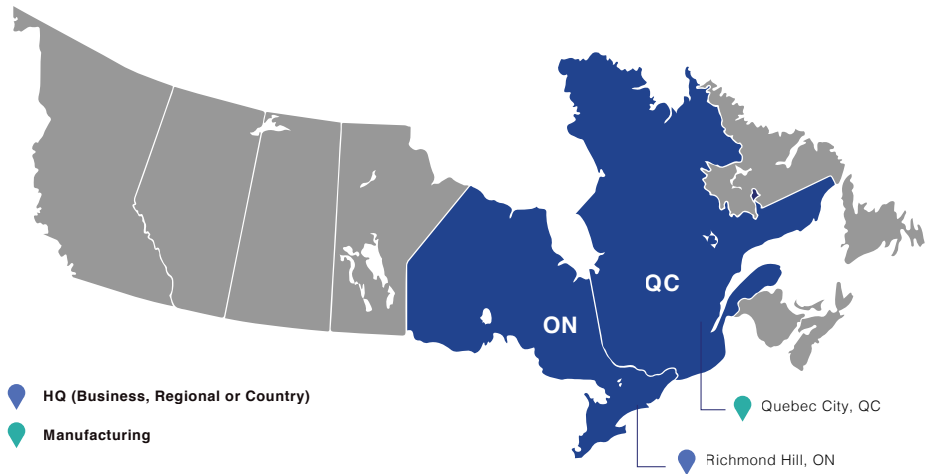 QC
ON
HQ (Business, Regional or Country)
Manufacturing
Quebec City, QC
Richmond Hill, ON